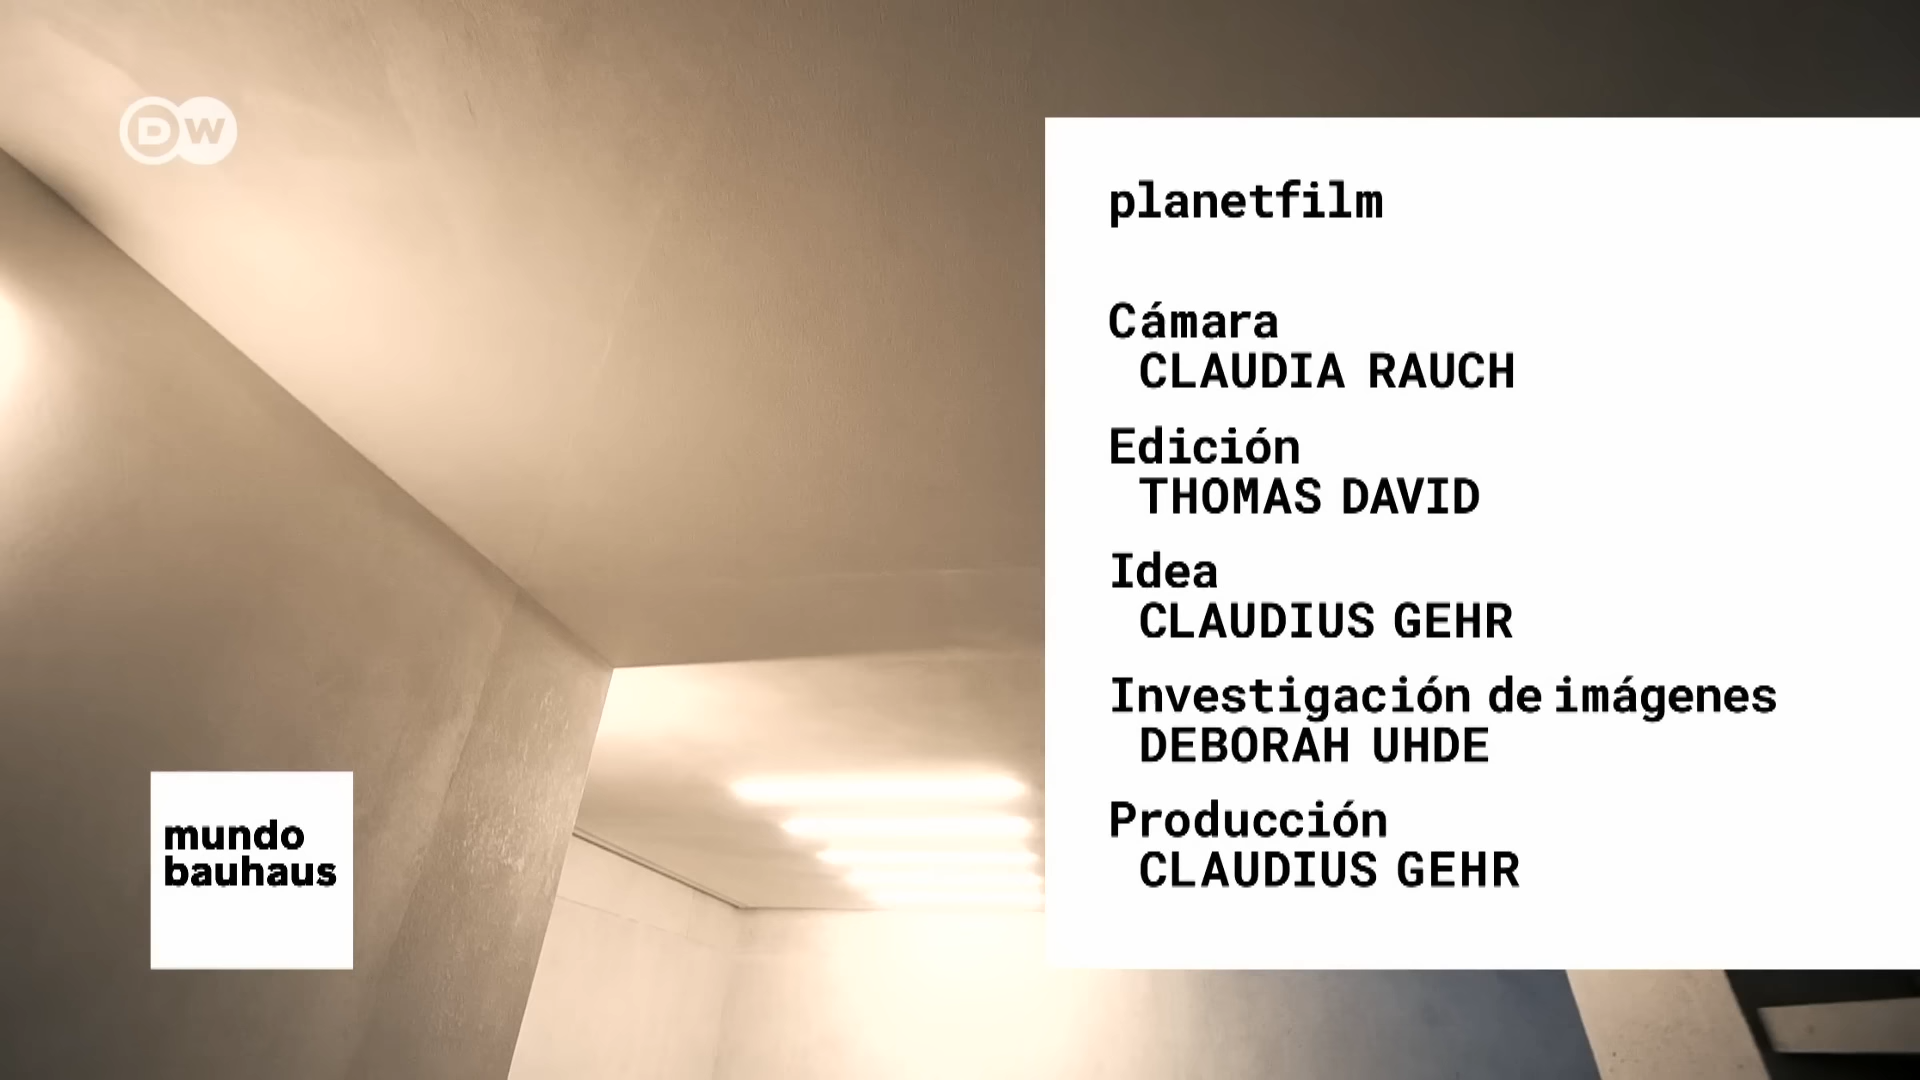 DW
planetfilm
Cámara
CLAUDIA RAUCH
Edición
THOMAS DAVID
Idea
CLAUDIUS GEHR
Investigación de imágenes
DEBORAH UHDE
Producción
CLAUDIUS GEHR
mundo
bauhaus